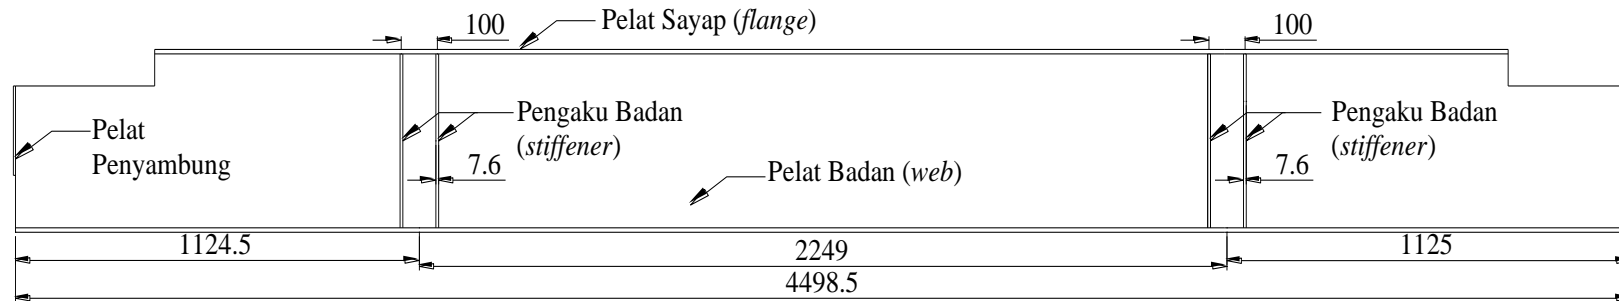 100
Pelat Sayap (flange)
100
Pelat
Penyambung
Pengaku Badan
(stiffener)
7.6
Pelat Badan (web)
Pengaku Badan
(stiffener)
7.6
1124.5
2249
1125
4498.5